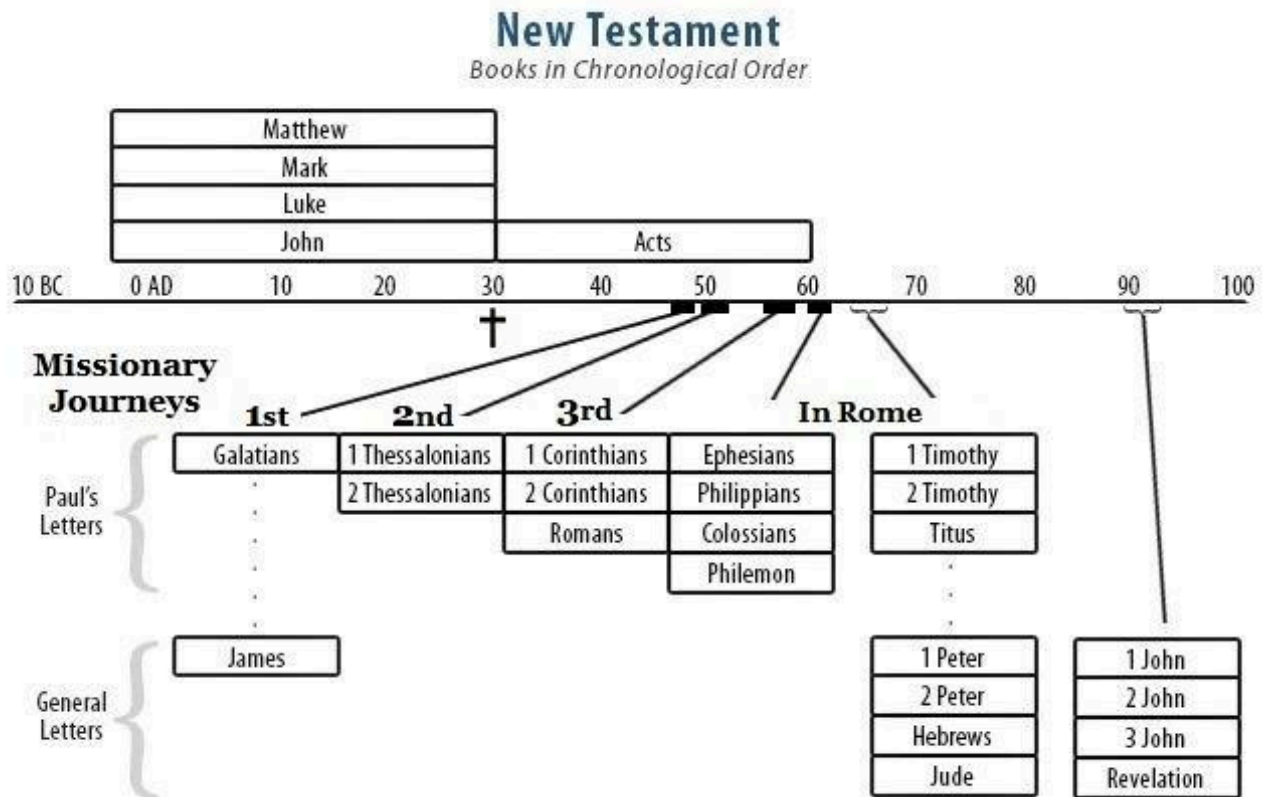 New Testament
Books in Chronological Order
Matthew
Mark
Luke
John
Acts
10 BC 0 AD 10 20 30 40 50 60 70 80 90 100
Missionary
Journeys
1st 2nd 3rd In Rome
Paul's
Letters
Galatians 1 Thessalonians 1 Corinthians Ephesians 1 Timothy
2 Thessalonians 2 Corinthians Philippians 2 Timothy
Romans Colossians Titus
Philemon
General
Letters
James 1 Peter 1 John
2 Peter 2 John
Hebrews 3 John
Jude Revelation